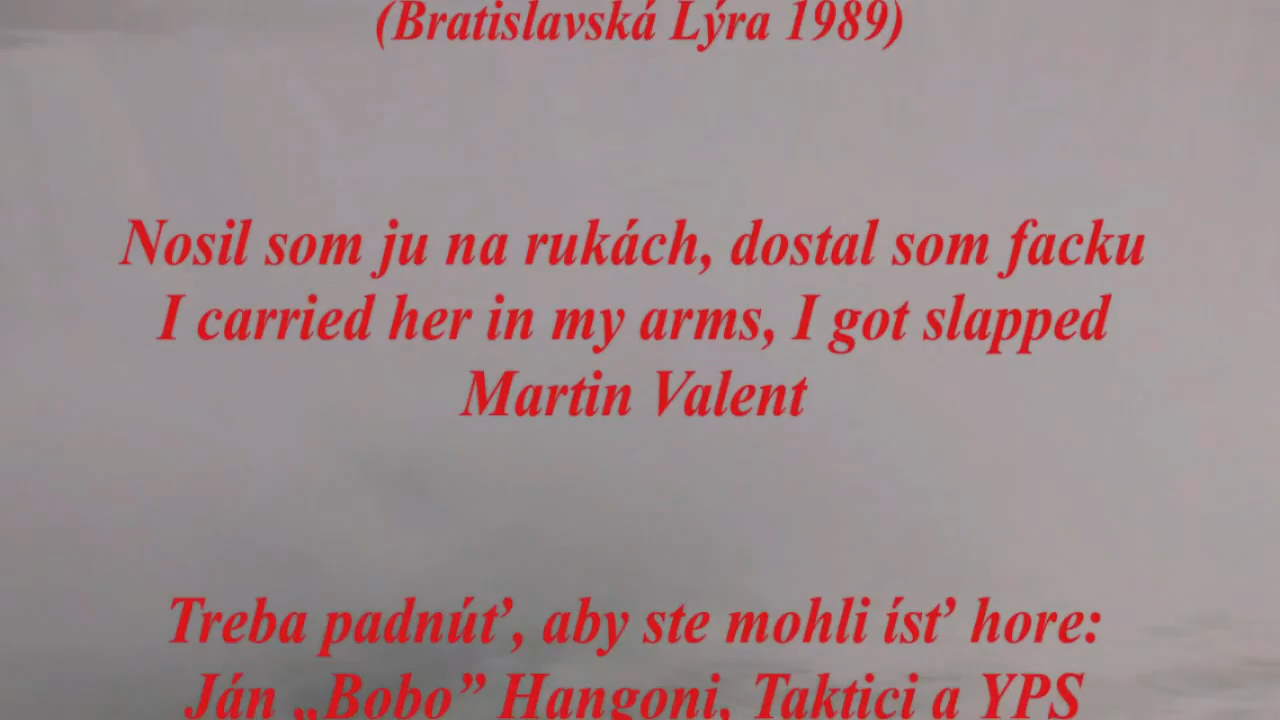 (Bratislavská Lýra 1989)
Nosil som ju na rukách, dostal som facku
I carried her in my arms, I got slapped
Martin Valent
Treba padnúť, aby ste mohli ísť hore:
Ján „Bobo” Hangoni, Taktici a YPS